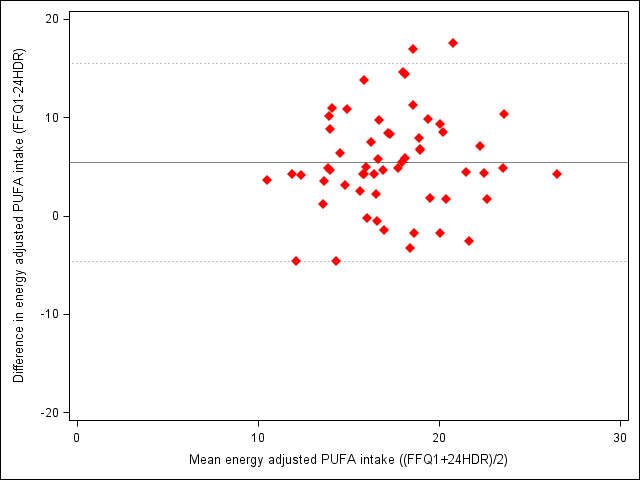 20
10
0
-10
-20
Difference in energy adjusted PUFA intake (FFQ1-24HDR)
0 10 20 30
Mean energy adjusted PUFA intake ((FFQ1+24HDR)/2)